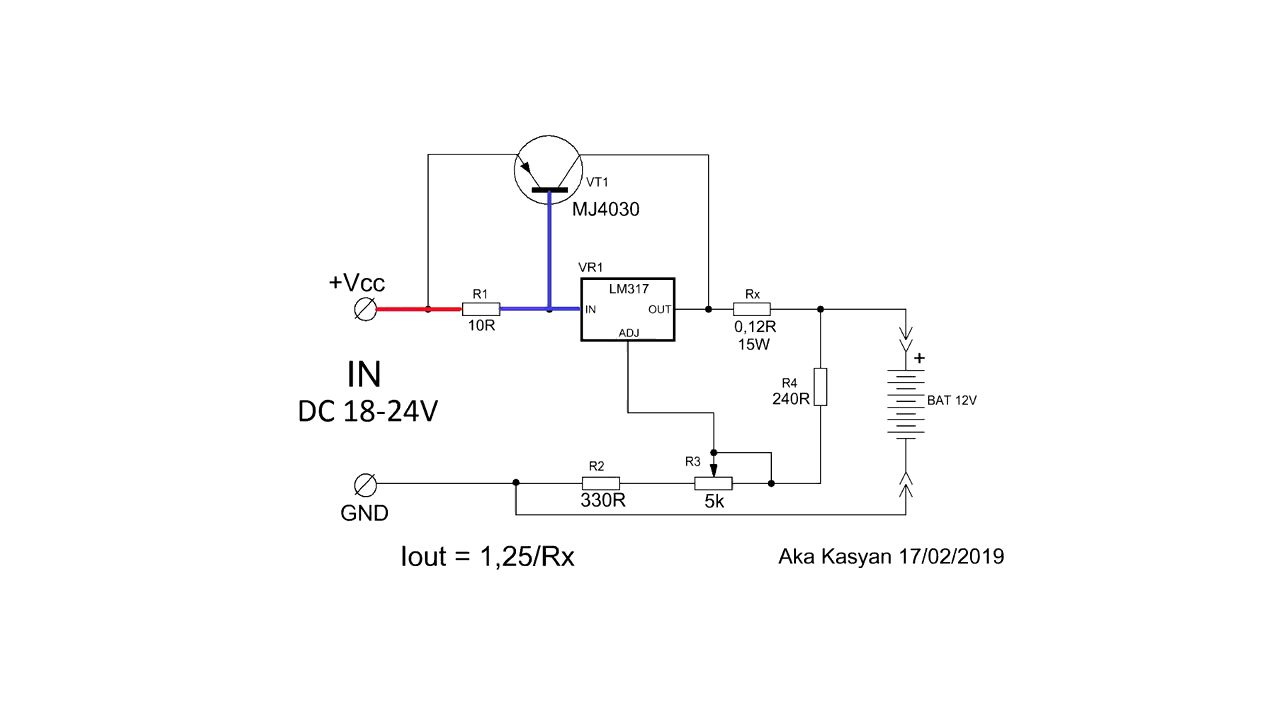 VT1
MJ4030
+Vcc
R1
10R
VR1
LM317
IN
OUT
ADJ
Rx
0,12R
15W
IN
DC 18-24V
R4
240R
+
BAT 12V
R2
330R
R3
5k
GND
Iout = 1,25/Rx
Aka Kasyan 17/02/2019